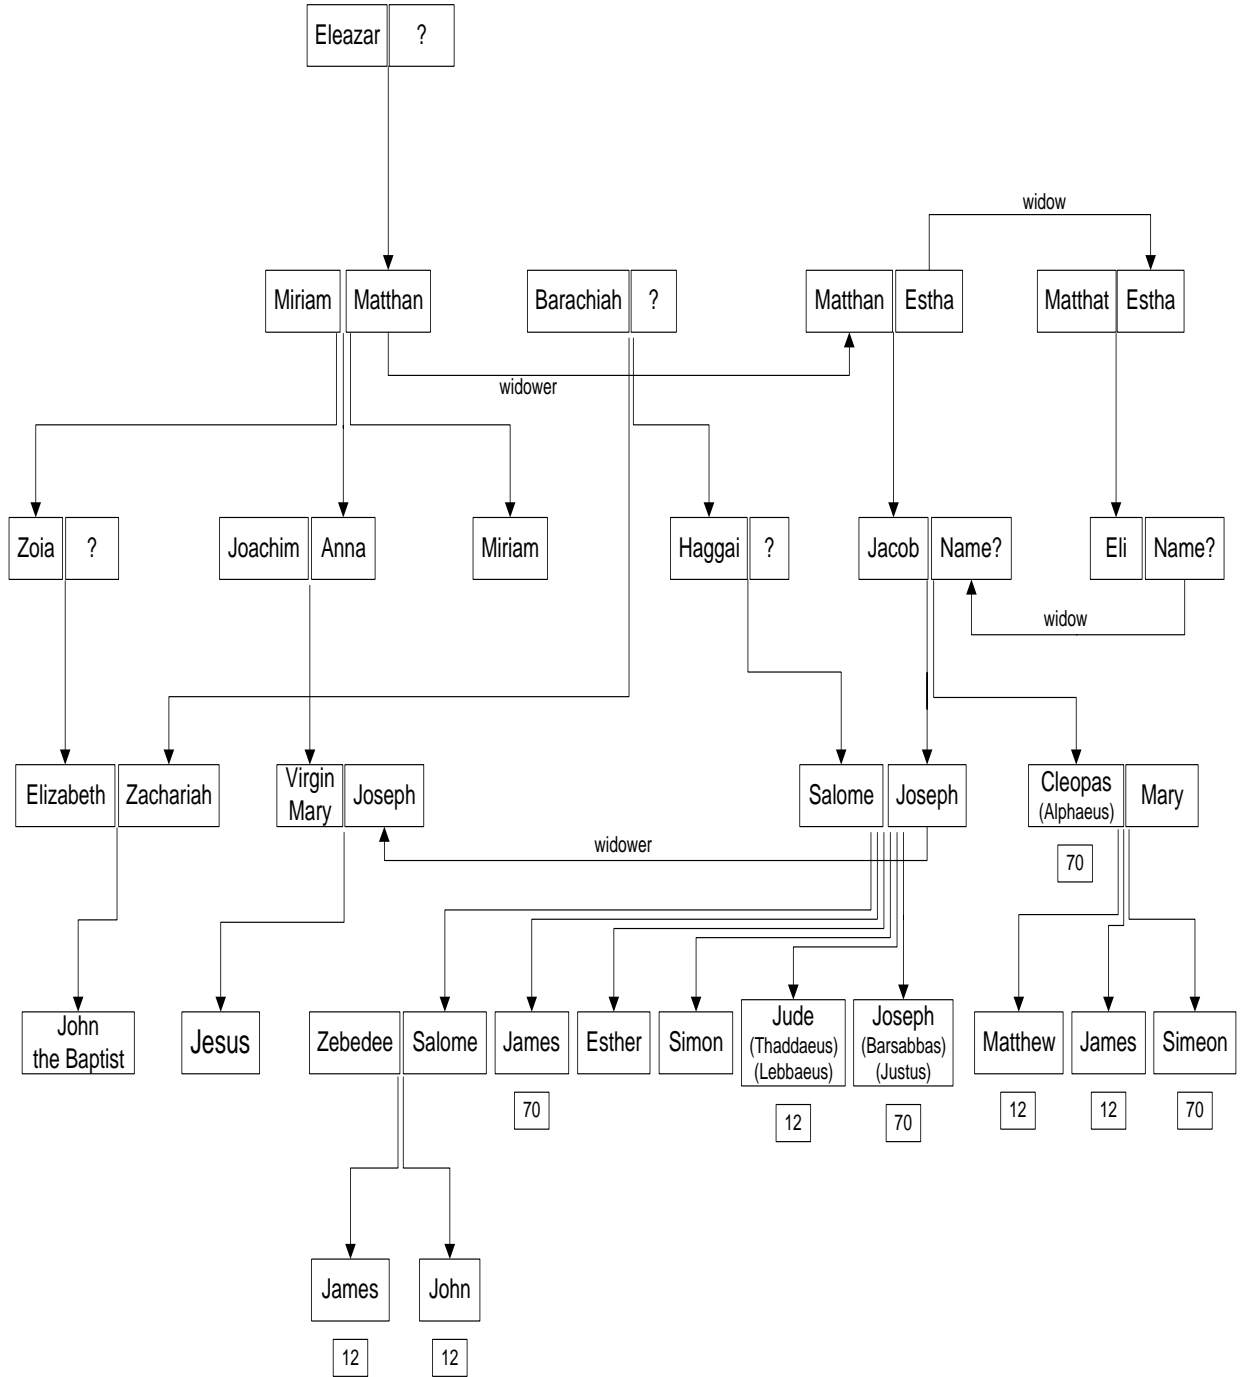 Eleazar ?
widow
Miriam Matthan Barachiah ? Matthan Estha Matthat Estha
widower
Zoia ? Joachim Anna Miriam Haggai ? Jacob Name? Eli Name?
widow
Elizabeth Zachariah
Virgin
Mary
Joseph
Salome Joseph
Cleopas
(Alphaeus)
Mary
widower
70
John
the Baptist
Jesus
Zebedee Salome James Esther Simon
Jude
(Thaddaeus)
(Lebbaeus)
Joseph
(Barsabbas)
(Justus)
Matthew James Simeon
70 12 70 12 12 70
James John
12 12